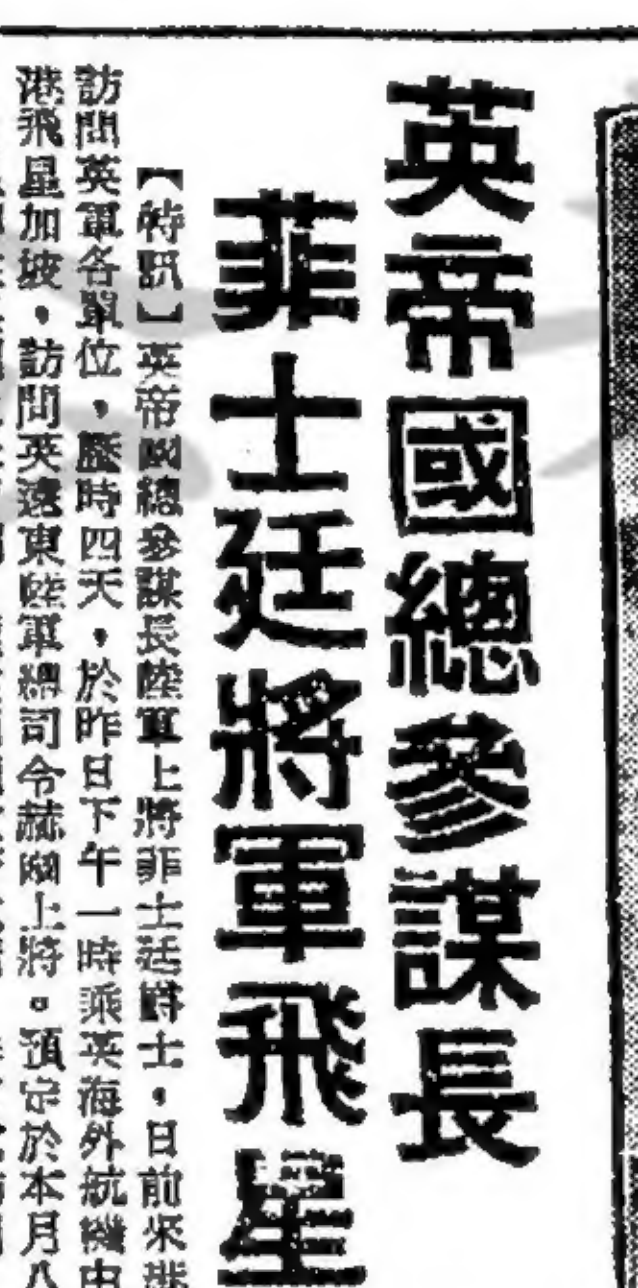 英帝國總參謀長
菲士廷將軍飛星
【特訊】英帝國總參謀長陸軍上將菲士廷爵士,日前來港
訪問英軍各單位,歷時四天,於昨日下午一時乘英海外航機由
港飛星加坡,訪問英遠東陸軍總司令赫爾上將。預定於本月八